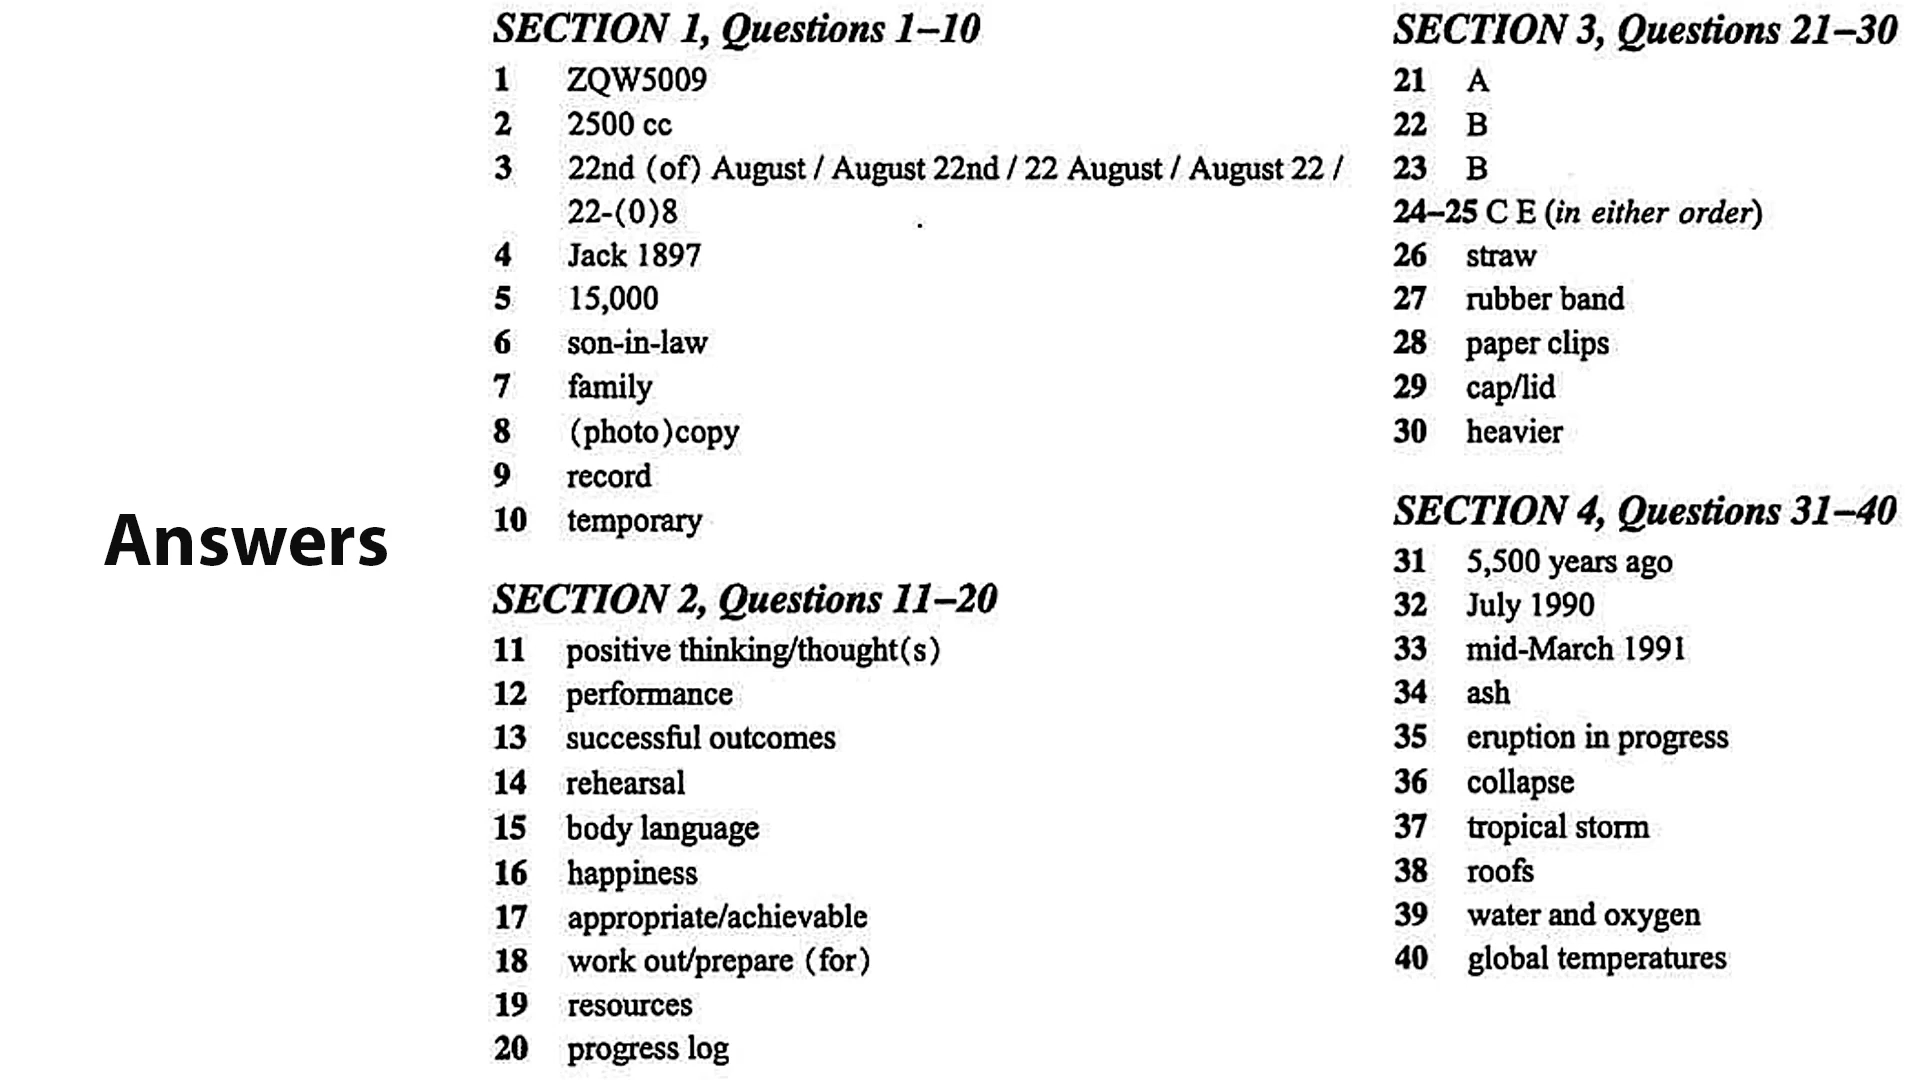 Answers
SECTION 1, Questions 1–10
1 ZQW5009
2 2500 cc
3 22nd (of) August / August 22nd / 22 August / August 22 /
22-(0)8
4 Jack 1897
5 15,000
6 son-in-law
7 family
8 (photo)copy
9 record
10 temporary
SECTION 2, Questions 11–20
11 positive thinking/thought(s)
12 performance
13 successful outcomes
14 rehearsal
15 body language
16 happiness
17 appropriate/achievable
18 work out/prepare (for)
19 resources
20 progress log
SECTION 3, Questions 21–30
21 A
22 B
23 B
24–25 C E (in either order)
26 straw
27 rubber band
28 paper clips
29 cap/lid
30 heavier
SECTION 4, Questions 31–40
31 5,500 years ago
32 July 1990
33 mid-March 1991
34 ash
35 eruption in progress
36 collapse
37 tropical storm
38 roofs
39 water and oxygen
40 global temperatures